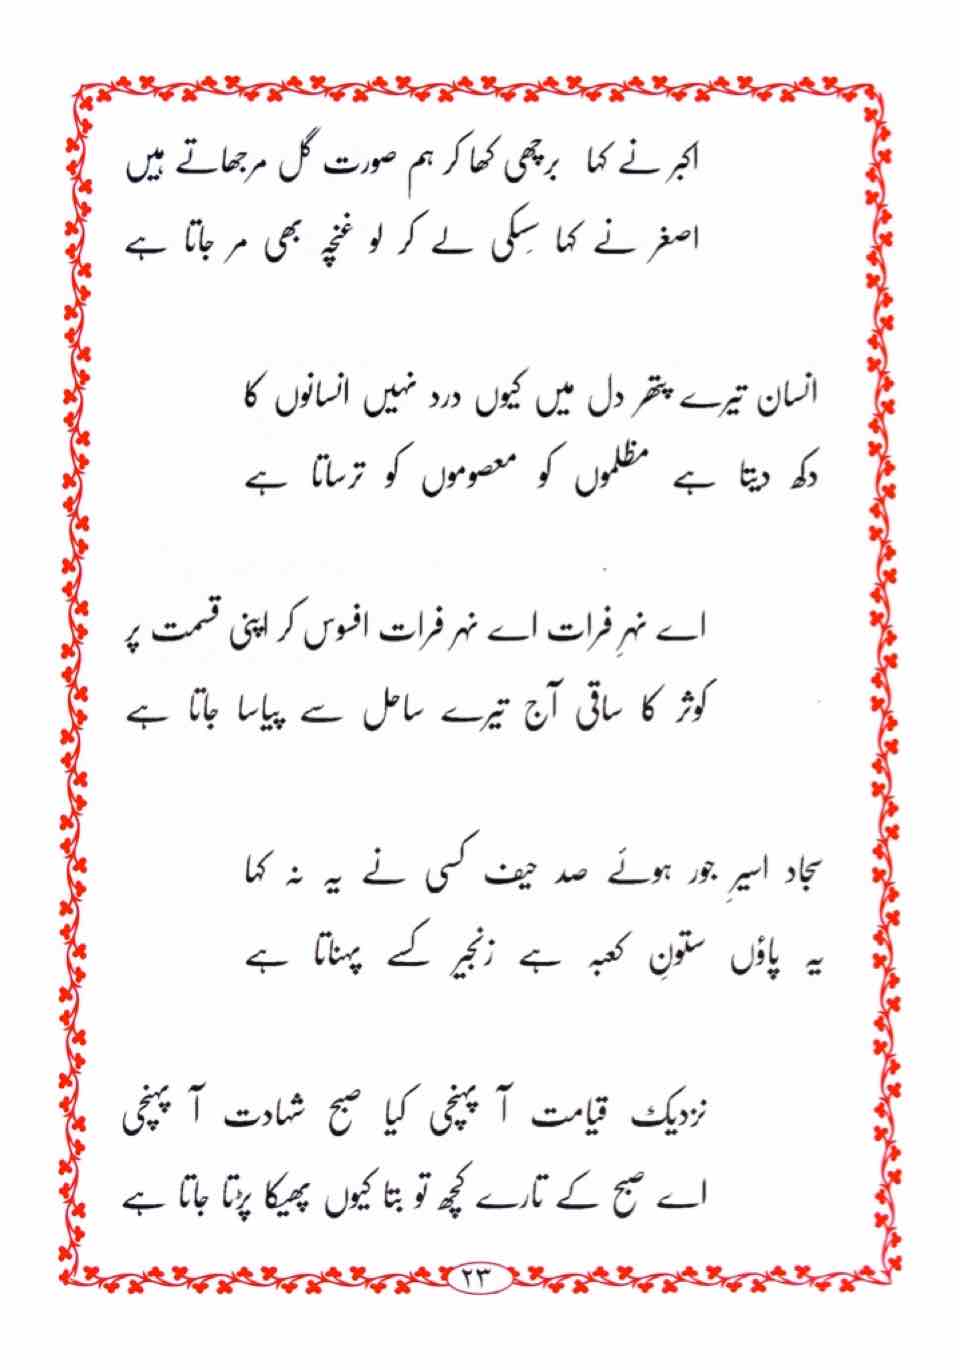 اکبر نے کہا برچھی کھا کر ہم صورت گل مرجھاتے ہیں
اصغر نے کہا سِسکی لے کر لو غنچہ بھی مر جاتا ہے
انسان تیرے پتھر دل میں کیوں درد نہیں انسانوں کا
دکھ دیتا ہے مظلموں کو معصوموں کو ترساتا ہے
اے نہرِ فرات اے نہر فرات افسوس کر اپنی قسمت پر
کوثر کا ساقی آج تیرے ساحل سے پیاسا جاتا ہے
سجاد اسیرِ جور ہوئے صد حیف کسی نے یہ نہ کہا
یہ پاؤں ستونِ کعبہ ہے زنجیر کسے پہناتا ہے
نزدیک قیامت آ پہنچی کیا صبح شہادت آ پہنچی
اے صبح کے تارے کچھ تو بتا کیوں پھیکا پڑتا جاتا ہے
۲۳